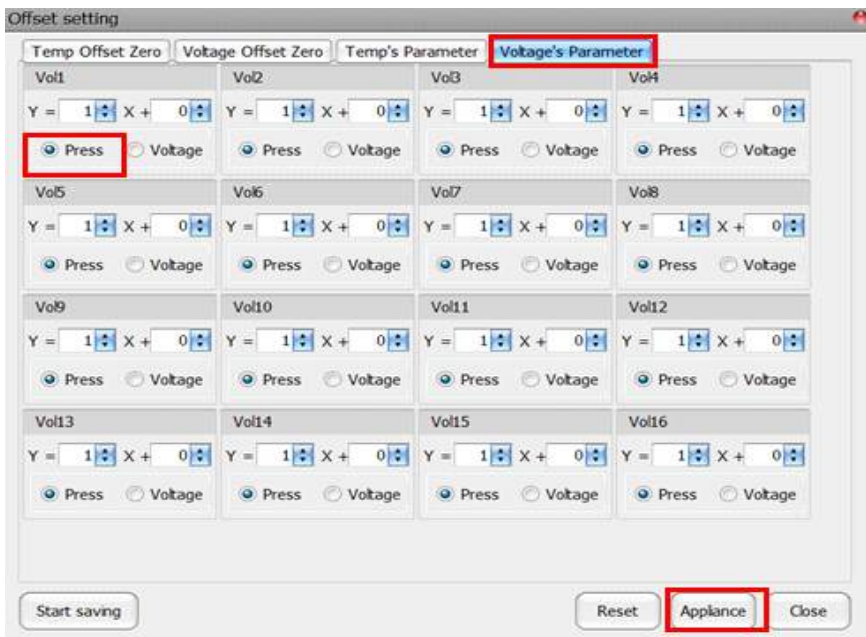 Offset setting
Temp Offset Zero Voltage Offset Zero Temp's Parameter Voltage's Parameter
Vol1 Vol2 Vol3 Vol4
Y = 1 X + 0 Y = 1 X + 0 Y = 1 X + 0 Y = 1 X + 0
Press Voltage Press Voltage Press Voltage Press Voltage
Vol5 Vol6 Vol7 Vol8
Y = 1 X + 0 Y = 1 X + 0 Y = 1 X + 0 Y = 1 X + 0
Press Voltage Press Voltage Press Voltage Press Voltage
Vol9 Vol10 Vol11 Vol12
Y = 1 X + 0 Y = 1 X + 0 Y = 1 X + 0 Y = 1 X + 0
Press Voltage Press Voltage Press Voltage Press Voltage
Vol13 Vol14 Vol15 Vol16
Y = 1 X + 0 Y = 1 X + 0 Y = 1 X + 0 Y = 1 X + 0
Press Voltage Press Voltage Press Voltage Press Voltage
Start saving Reset Appliance Close